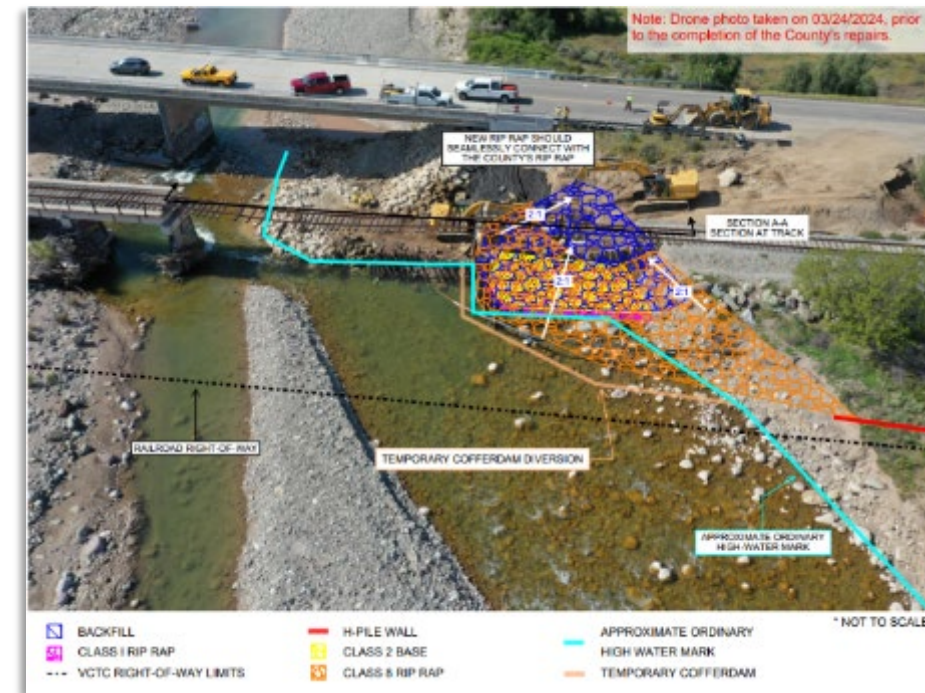 Note: Drone photo taken on 03/24/2024, prior
to the completion of the County's repairs.
NEW RIP RAP SHOULD
SEAMLESSLY CONNECT WITH
THE COUNTY'S RIP RAP
2:1
SECTION A-A
SECTION AT TRACK
2:1
2:1
RAILROAD RIGHT-OF-WAY
TEMPORARY COFFERDAM DIVERSION
APPROXIMATE ORDINARY
HIGH-WATER MARK
* NOT TO SCALE
BACKFILL
CLASS I RIP RAP
VCTC RIGHT-OF-WAY LIMITS
H-PILE WALL
CLASS 2 BASE
CLASS 8 RIP RAP
APPROXIMATE ORDINARY
HIGH WATER MARK
TEMPORARY COFFERDAM